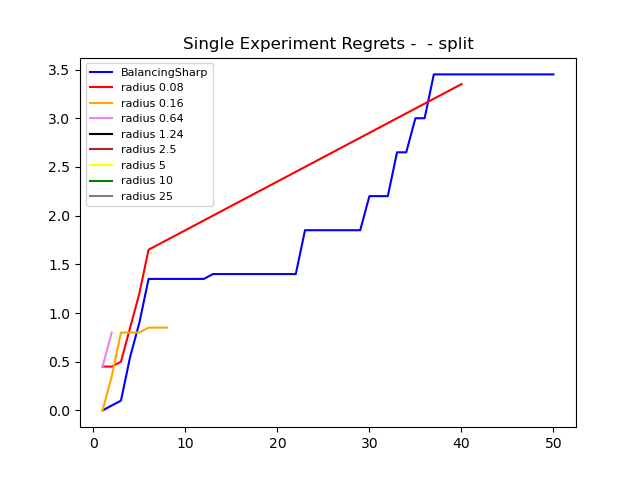 Single Experiment Regrets -  - split
3.5
3.0
2.5
2.0
1.5
1.0
0.5
0.0
BalancingSharp
radius 0.08
radius 0.16
radius 0.64
radius 1.24
radius 2.5
radius 5
radius 10
radius 25
0 10 20 30 40 50